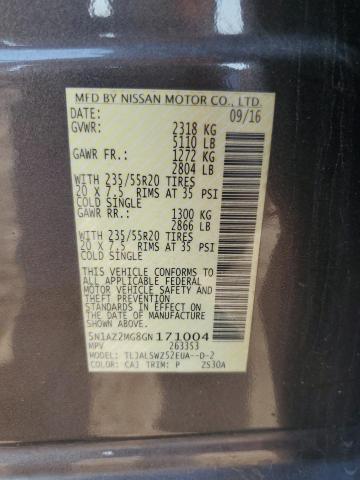 MFD BY NISSAN MOTOR CO., LTD.
DATE: 09/16
GVWR: 2318 KG
5110 LB
GAWR FR.: 1272 KG
2804 LB
WITH 235/55R20 TIRES
20 X 7.5 RIMS AT 35 PSI
COLD SINGLE
GAWR RR.: 1300 KG
2866 LB
WITH 235/55R20 TIRES
20 X 7.5 RIMS AT 35 PSI
COLD SINGLE
THIS VEHICLE CONFORMS TO
ALL APPLICABLE FEDERAL
MOTOR VEHICLE SAFETY
STANDARDS IN EFFECT ON
THE DATE OF MANUFACTURE
SHOWN ABOVE.
5N1AZ2MG8GN171004
MPV 263353
MODEL: TLJALSWZ52EUA--D-2
COLOR: CAJ TRIM: P ZS30A